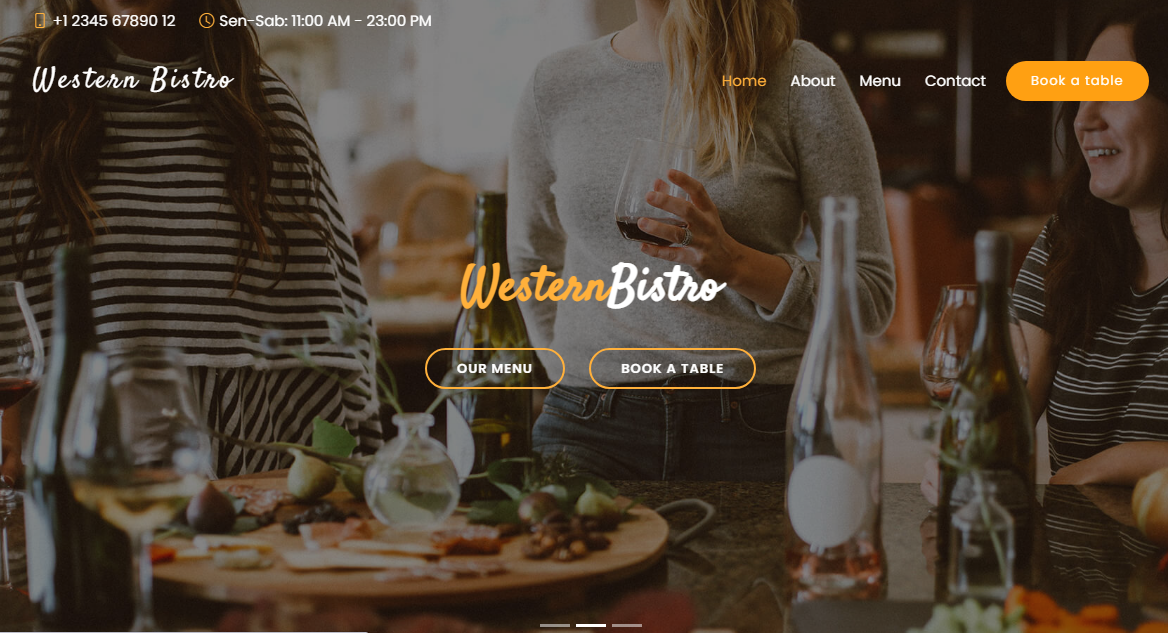 +1 2345 67890 12 Sen-Sab: 11:00 AM - 23:00 PM
Western Bistro Home About Menu Contact Book a table
WesternBistro
OUR MENU BOOK A TABLE